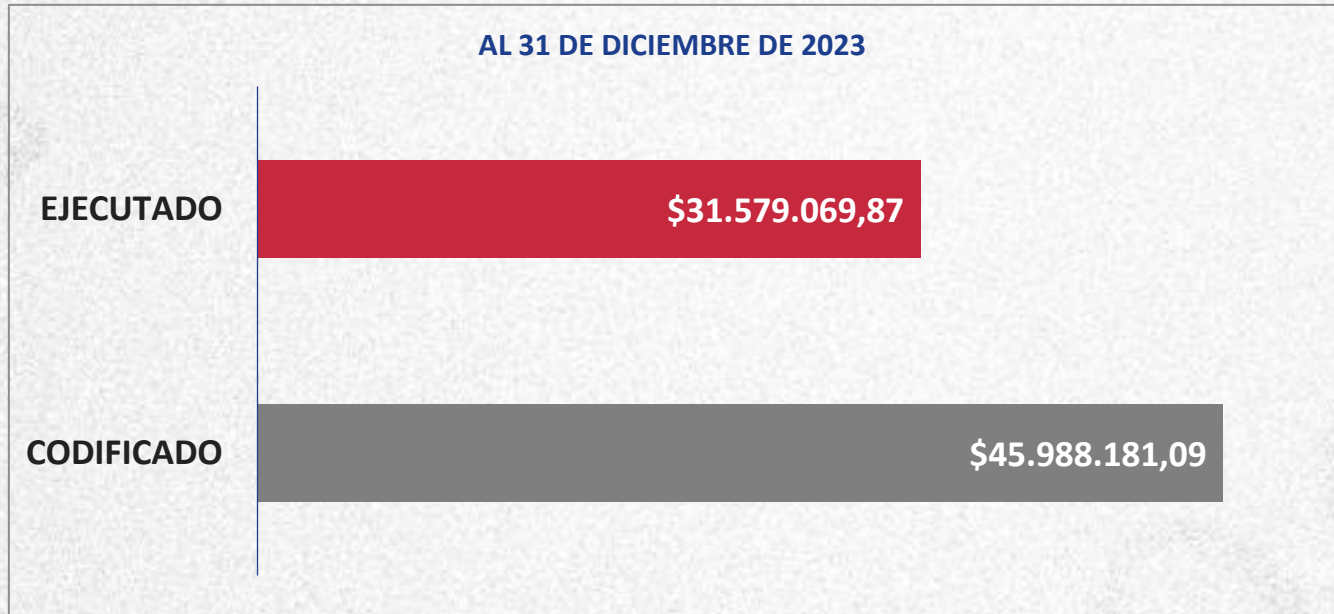 AL 31 DE DICIEMBRE DE 2023
EJECUTADO
$31.579.069,87
CODIFICADO
$45.988.181,09